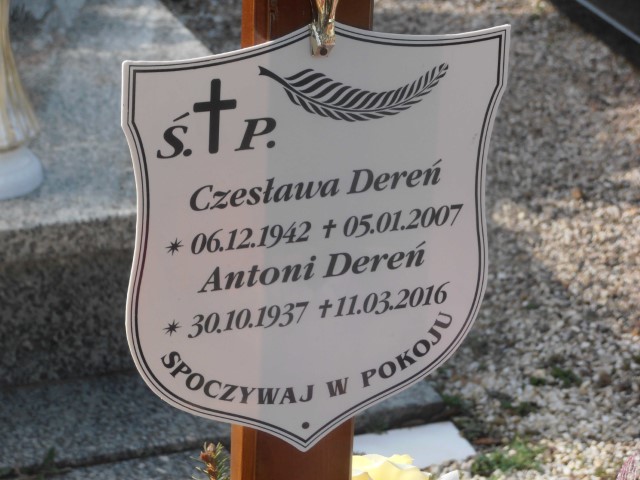 Ś. † P.
Czesława Dereń
✴ 06.12.1942 † 05.01.2007
Antoni Dereń
✴ 30.10.1937 † 11.03.2016
SPOCZYWAJ W POKOJU